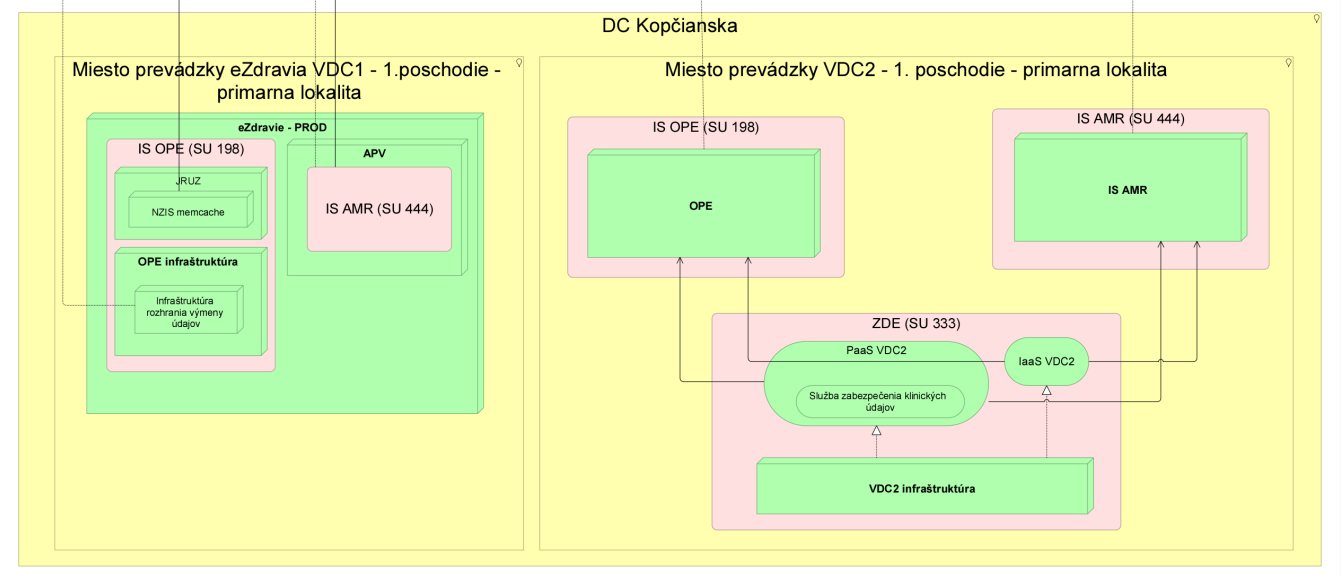 DC Kopčianska
Miesto prevádzky eZdravia VDC1 - 1.poschodie -
primarna lokalita
eZdravie - PROD
IS OPE (SU 198)
JRUZ
NZIS memcache
OPE infraštruktúra
Infraštruktúra
rozhrania výmeny
údajov
APV
IS AMR (SU 444)
Miesto prevádzky VDC2 - 1. poschodie - primarna lokalita
IS OPE (SU 198)
OPE
IS AMR (SU 444)
IS AMR
ZDE (SU 333)
PaaS VDC2
Služba zabezpečenia klinických
údajov
IaaS VDC2
VDC2 infraštruktúra